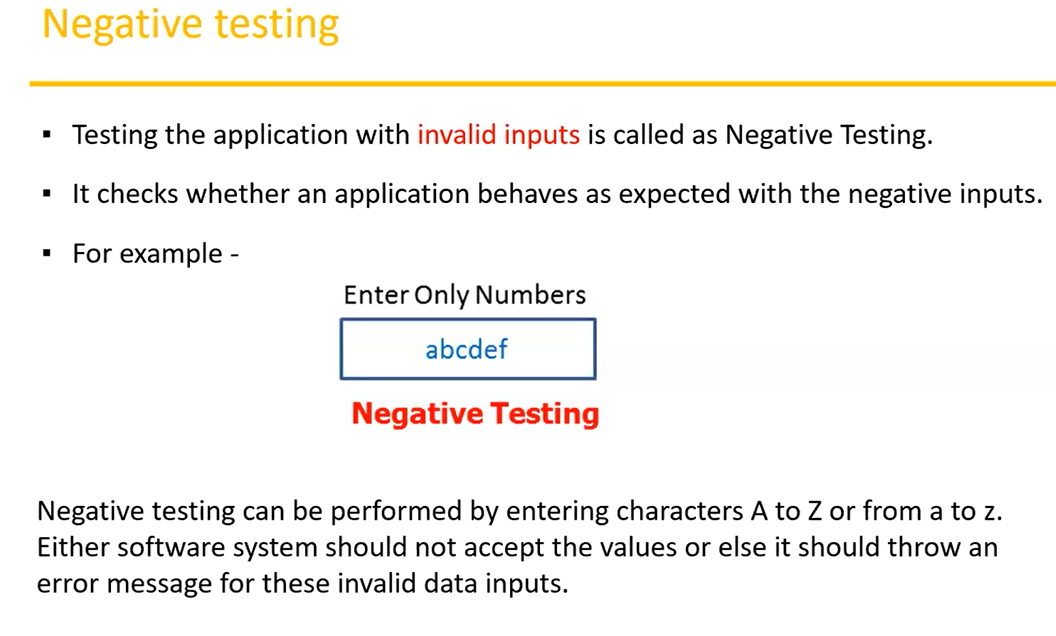 Negative testing
▪ Testing the application with invalid inputs is called as Negative Testing.
▪ It checks whether an application behaves as expected with the negative inputs.
▪ For example -
Enter Only Numbers
abcdef
Negative Testing
Negative testing can be performed by entering characters A to Z or from a to z.
Either software system should not accept the values or else it should throw an
error message for these invalid data inputs.